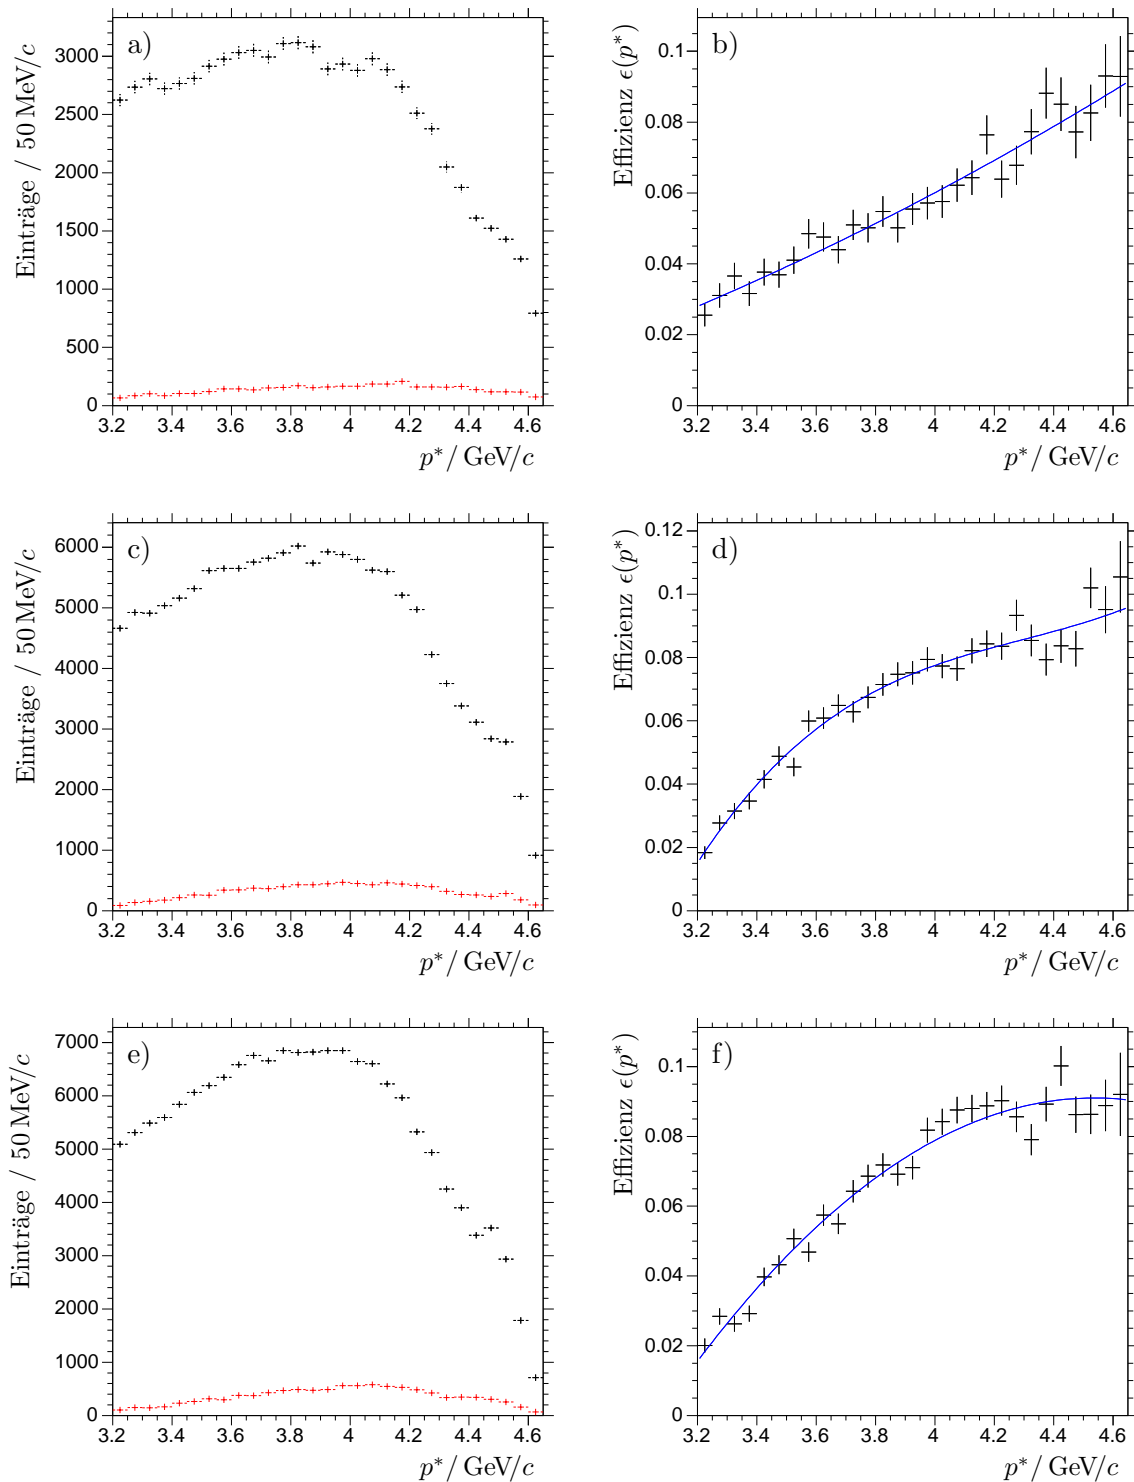 a)
Einträge / 50 MeV/c
3000
2500
2000
1500
1000
500
0
3.2 3.4 3.6 3.8 4 4.2 4.4 4.6
p* / GeV/c
b)
Effizienz ϵ(p*)
0.1
0.08
0.06
0.04
0.02
0
3.2 3.4 3.6 3.8 4 4.2 4.4 4.6
p* / GeV/c
c)
Einträge / 50 MeV/c
6000
5000
4000
3000
2000
1000
0
3.2 3.4 3.6 3.8 4 4.2 4.4 4.6
p* / GeV/c
d)
Effizienz ϵ(p*)
0.12
0.1
0.08
0.06
0.04
0.02
0
3.2 3.4 3.6 3.8 4 4.2 4.4 4.6
p* / GeV/c
e)
Einträge / 50 MeV/c
7000
6000
5000
4000
3000
2000
1000
0
3.2 3.4 3.6 3.8 4 4.2 4.4 4.6
p* / GeV/c
f)
Effizienz ϵ(p*)
0.1
0.08
0.06
0.04
0.02
0
3.2 3.4 3.6 3.8 4 4.2 4.4 4.6
p* / GeV/c